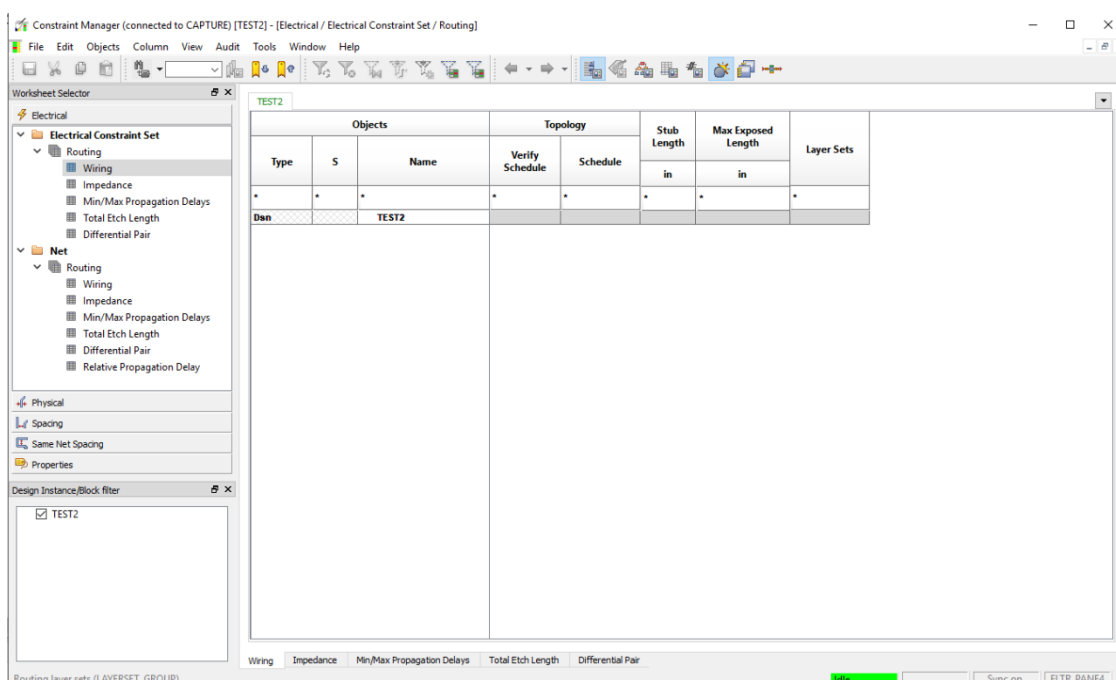 Constraint Manager (connected to CAPTURE) [TEST2] - [Electrical / Electrical Constraint Set / Routing]
File Edit Objects Column View Audit Tools Window Help
Worksheet Selector
Electrical
Electrical Constraint Set
Routing
Wiring
Impedance
Min/Max Propagation Delays
Total Etch Length
Differential Pair
Net
Routing
Wiring
Impedance
Min/Max Propagation Delays
Total Etch Length
Differential Pair
Relative Propagation Delay
Physical
Spacing
Same Net Spacing
Properties
Design Instance/Block filter
TEST2
TEST2
Objects Topology Stub Length Max Exposed Length Layer Sets
Type S Name Verify Schedule Schedule in in
* * * * * * * *
Dsn TEST2
Wiring Impedance Min/Max Propagation Delays Total Etch Length Differential Pair
Routing layer sets (LAYERSET_GROUP) Idle Sync on FLTR_PANE4